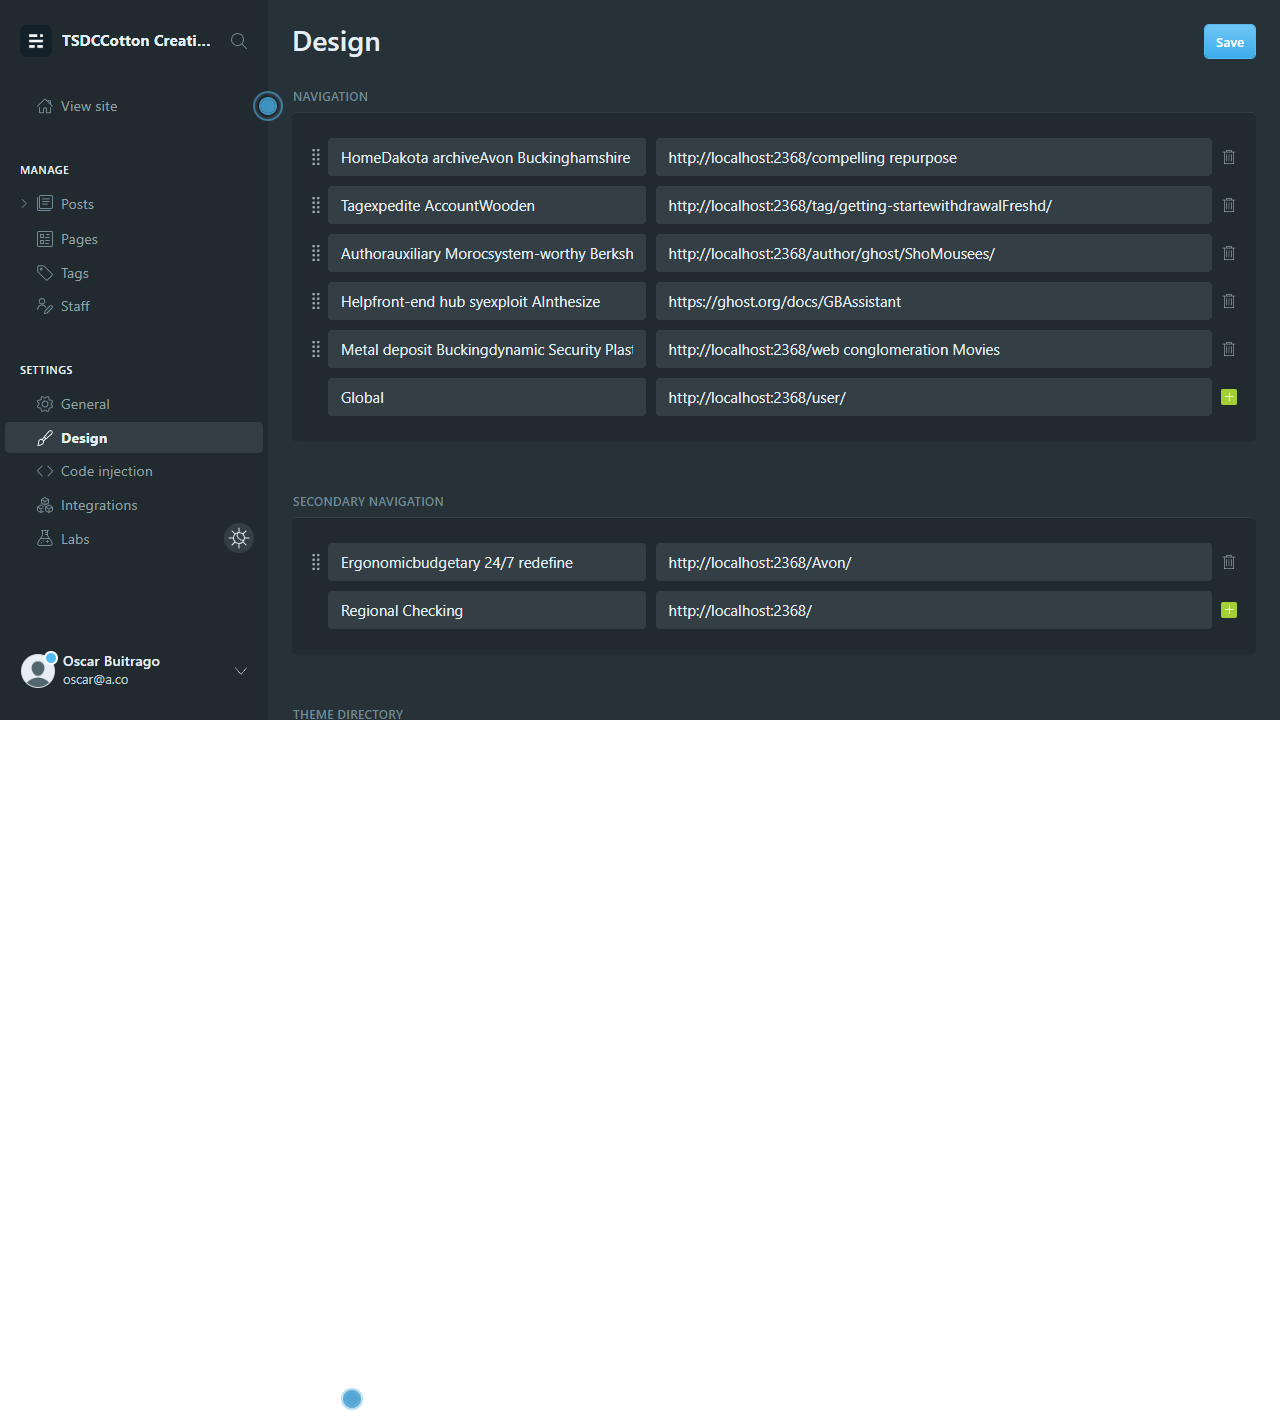 TSDCCotton Creati...
View site
MANAGE
Posts
Pages
Tags
Staff
SETTINGS
General
Design
Code injection
Integrations
Labs
Oscar Buitrago
oscar@a.co
Design
Save
NAVIGATION
HomeDakota archiveAvon Buckinghamshire http://localhost:2368/compelling repurpose
Tagexpedite AccountWooden http://localhost:2368/tag/getting-startewithdrawalFreshd/
Authorauxiliary Morocsystem-worthy Berksh http://localhost:2368/author/ghost/ShoMousees/
Helpfront-end hub syexploit AInthesize https://ghost.org/docs/GBAssistant
Metal deposit Buckingdynamic Security Plast http://localhost:2368/web conglomeration Movies
Global http://localhost:2368/user/
SECONDARY NAVIGATION
Ergonomicbudgetary 24/7 redefine http://localhost:2368/Avon/
Regional Checking http://localhost:2368/
THEME DIRECTORY